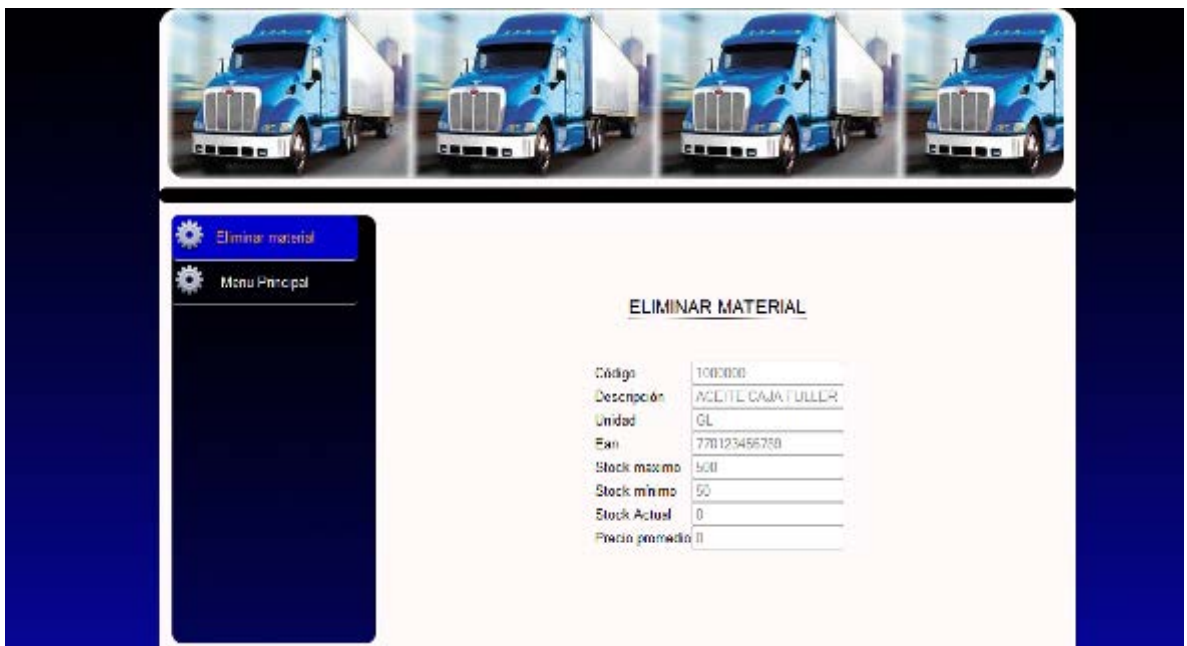 Eliminar material
Menu Principal
ELIMINAR MATERIAL
Código 1000000
Descripción ACEITE CAJA FULLER
Unidad GL
Ean 770123456789
Stock maximo 500
Stock mínimo 50
Stock Actual 0
Precio promedio 0